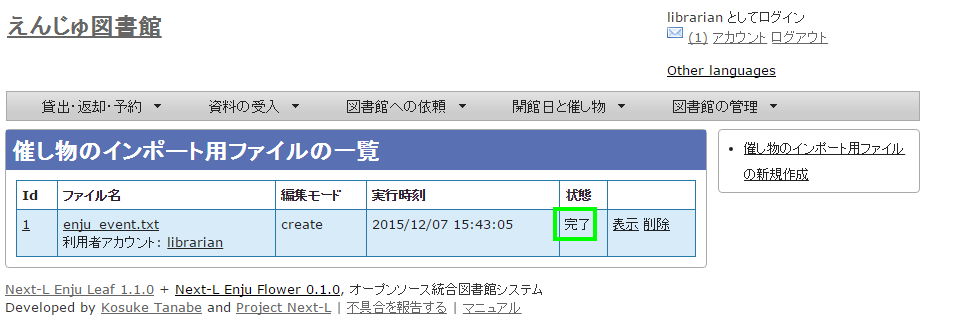 えんじゅ図書館
librarian としてログイン
(1) アカウント ログアウト
Other languages
貸出・返却・予約 資料の受入 図書館への依頼 開館日と催し物 図書館の管理
催し物のインポート用ファイルの一覧
Id ファイル名 編集モード 実行時刻 状態
1 enju_event.txt create 2015/12/07 15:43:05 完了 表示 削除
利用者アカウント: librarian
催し物のインポート用ファイル
の新規作成
Next-L Enju Leaf 1.1.0 + Next-L Enju Flower 0.1.0, オープンソース統合図書館システム
Developed by Kosuke Tanabe and Project Next-L | 不具合を報告する | マニュアル